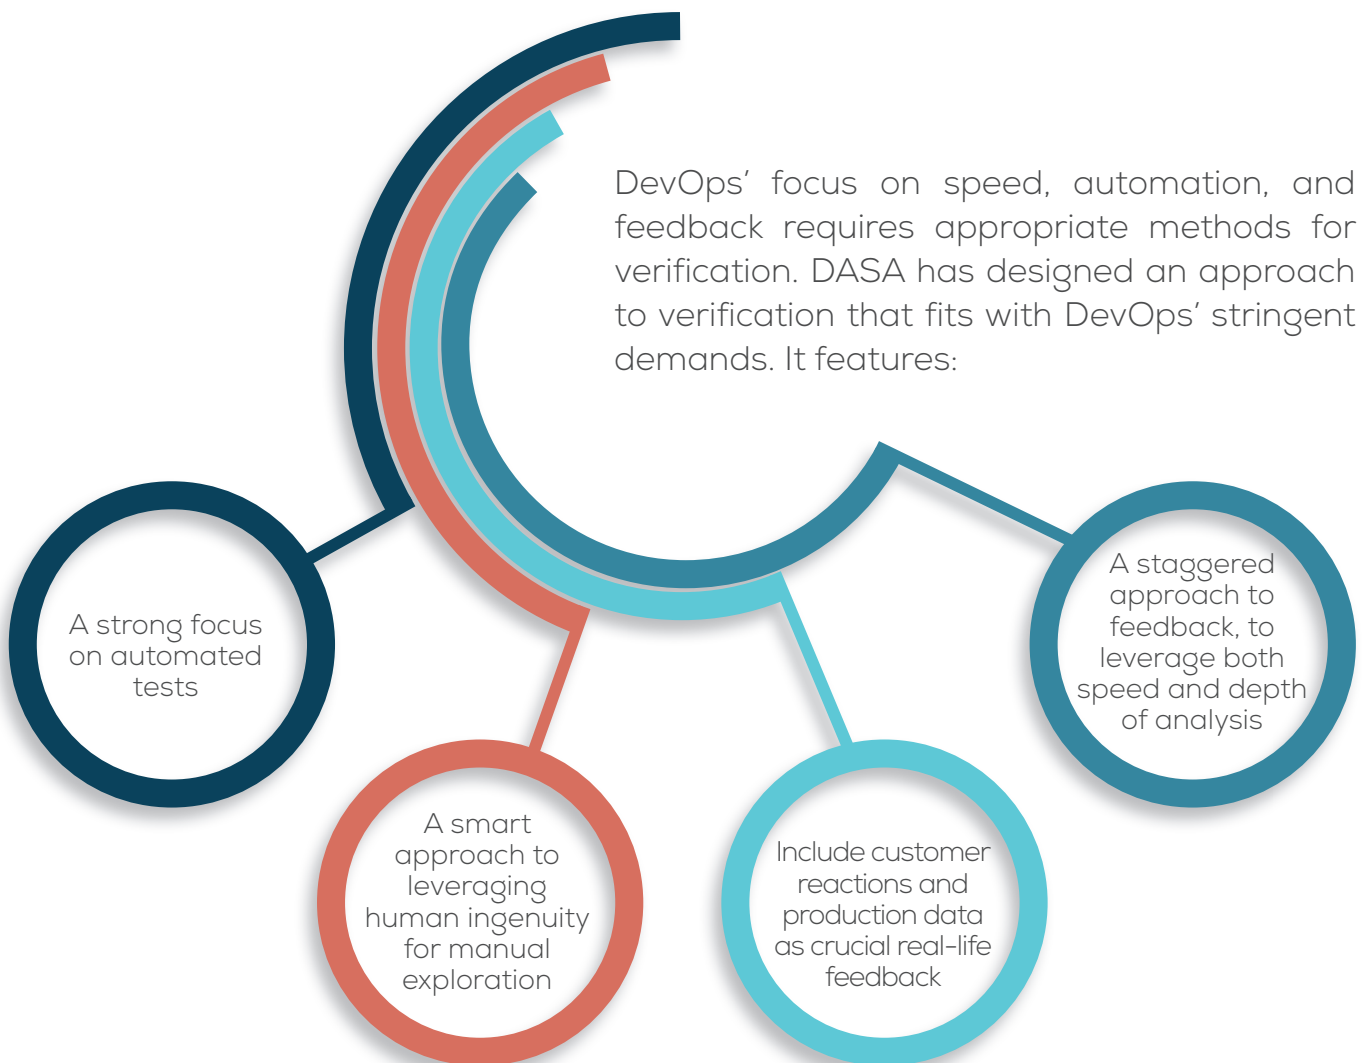 DevOps’ focus on speed, automation, and
feedback requires appropriate methods for
verification. DASA has designed an approach
to verification that fits with DevOps’ stringent
demands. It features:
A strong focus
on automated
tests
A smart
approach to
leveraging
human ingenuity
for manual
exploration
Include customer
reactions and
production data
as crucial real-life
feedback
A staggered
approach to
feedback, to
leverage both
speed and depth
of analysis